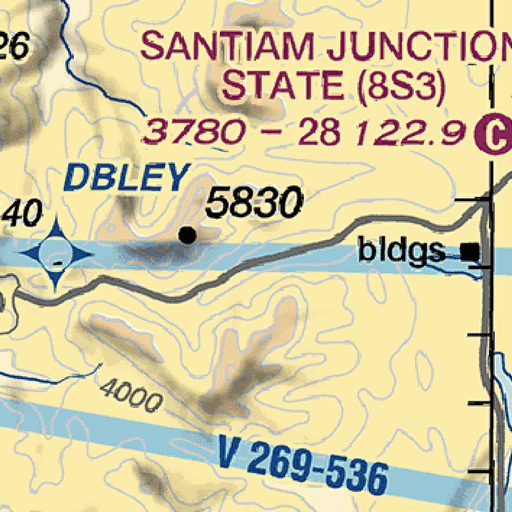 26
SANTIAM JUNCTION
STATE (8S3)
3780 - 28 122.9 C
DBLEY
40
5830
bldgs
4000
V 269-536